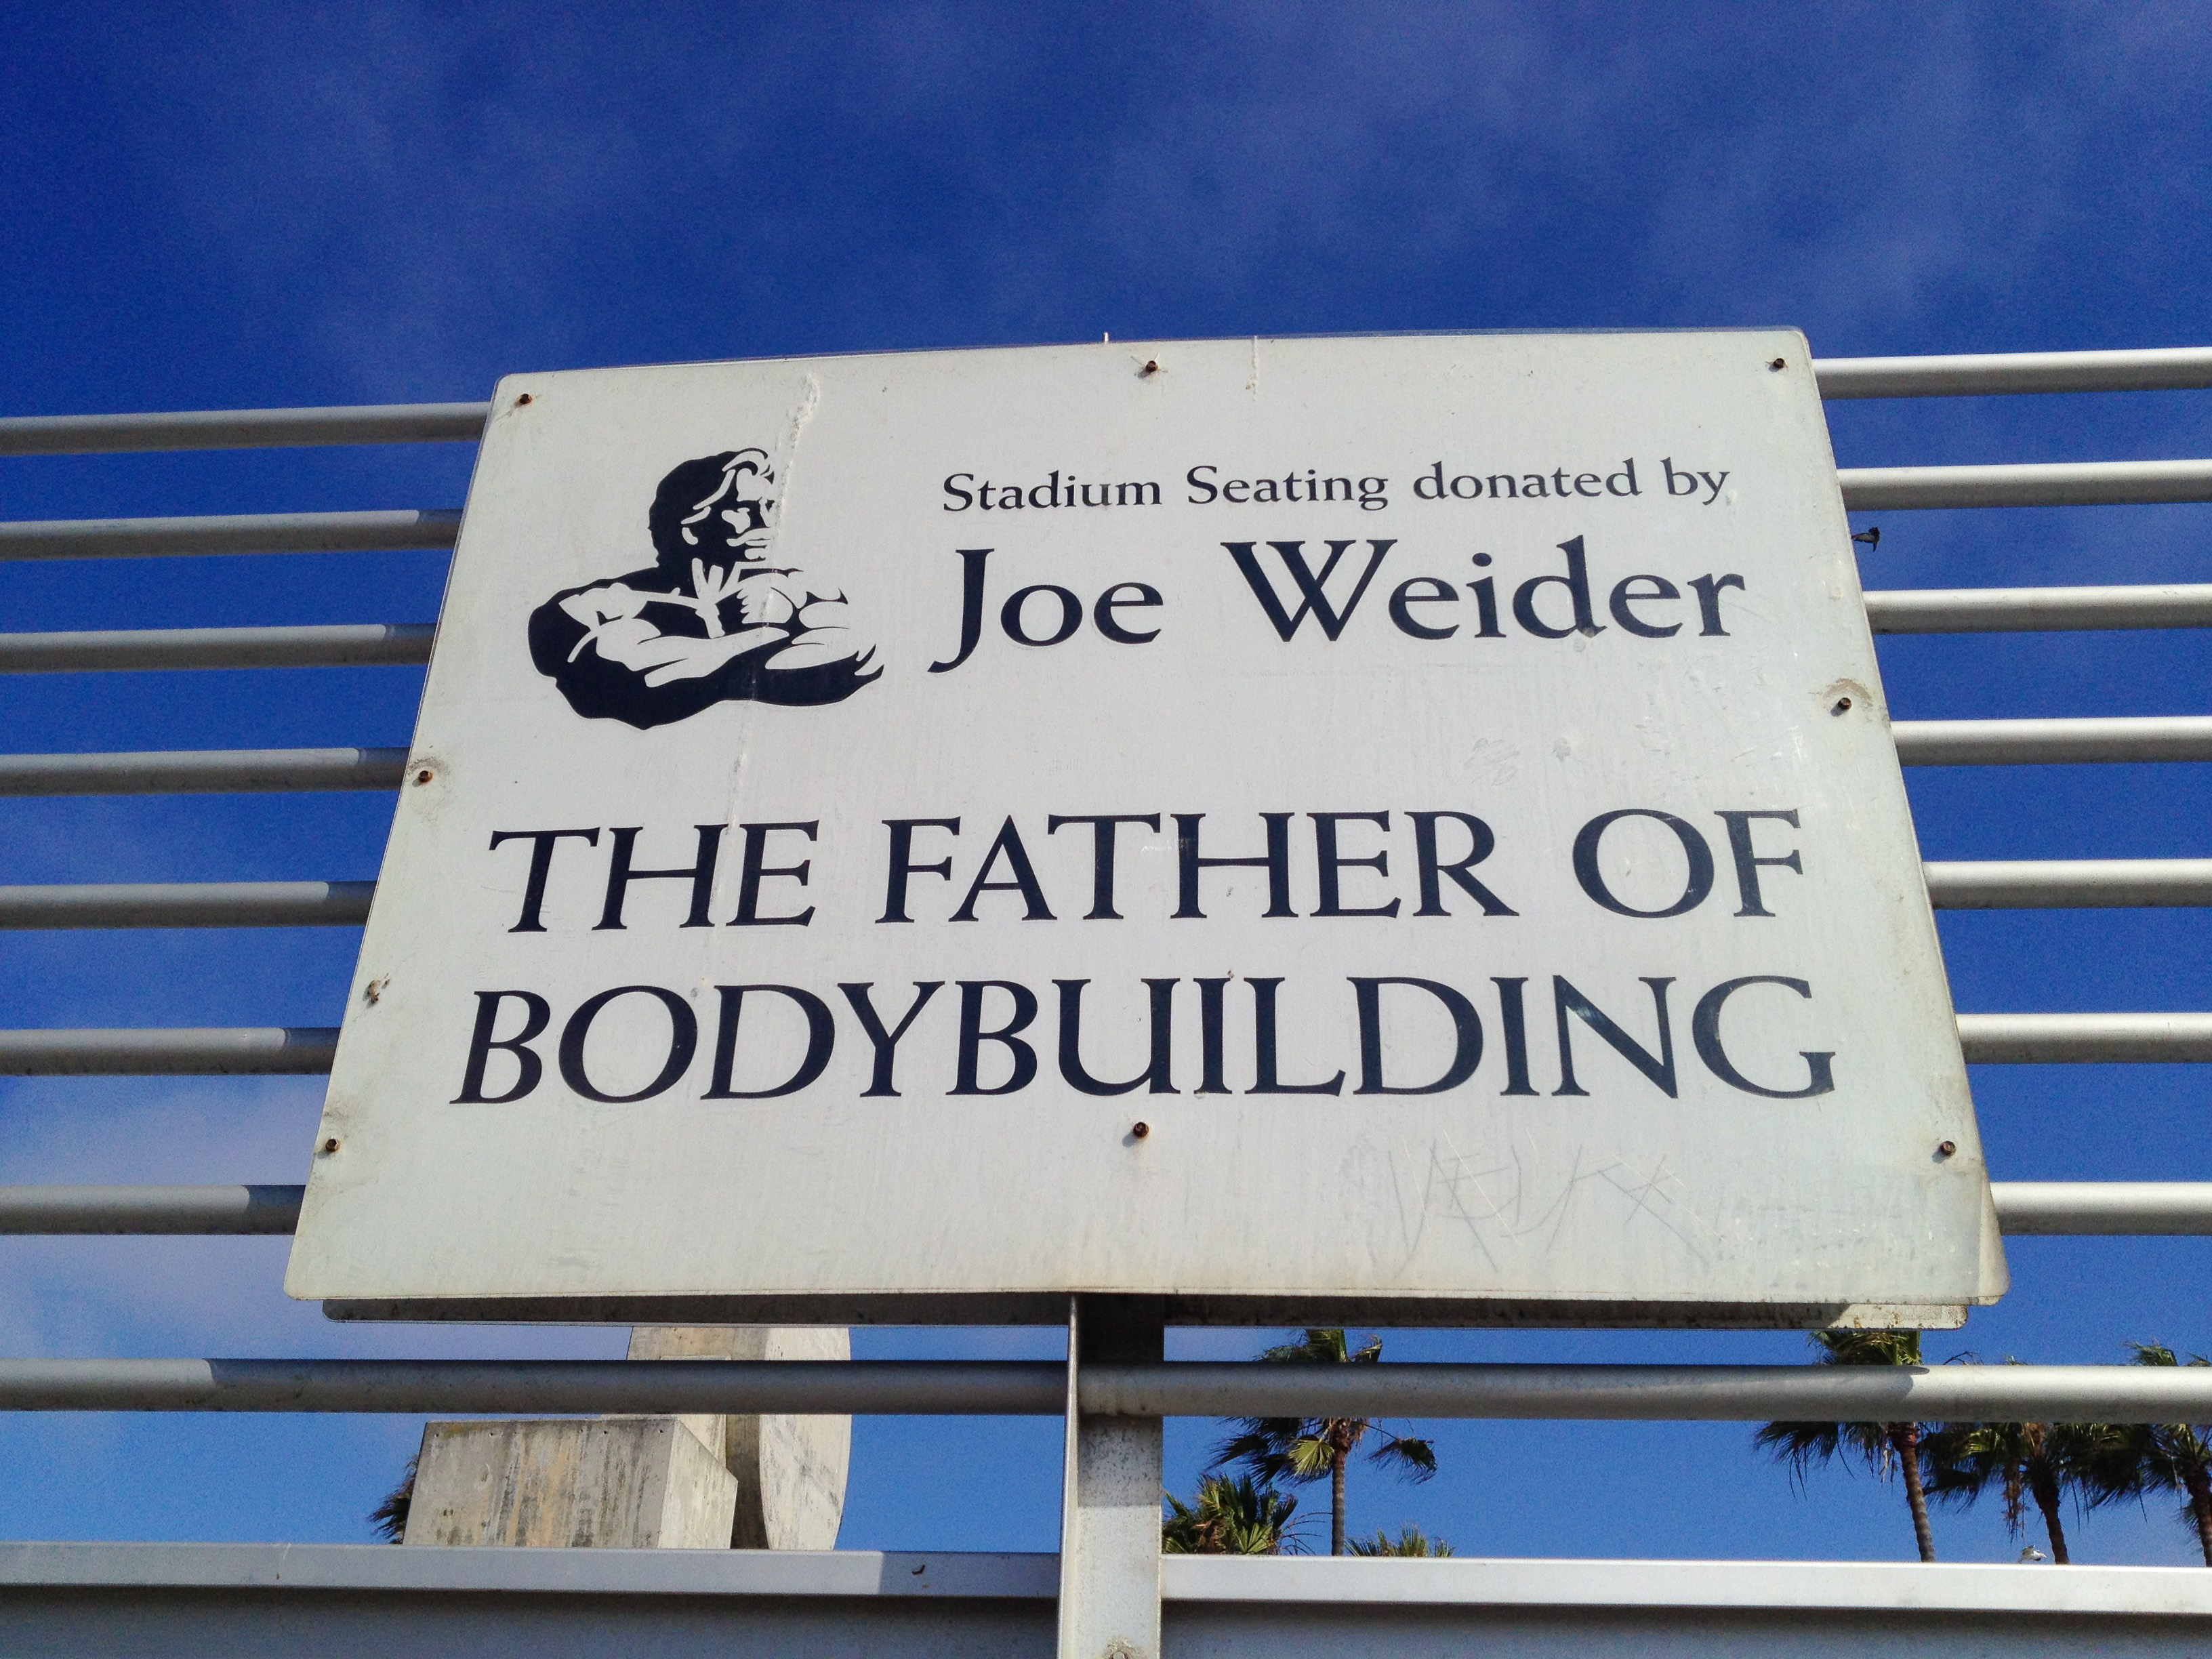 Stadium Seating donated by
Joe Weider
THE FATHER OF
BODYBUILDING